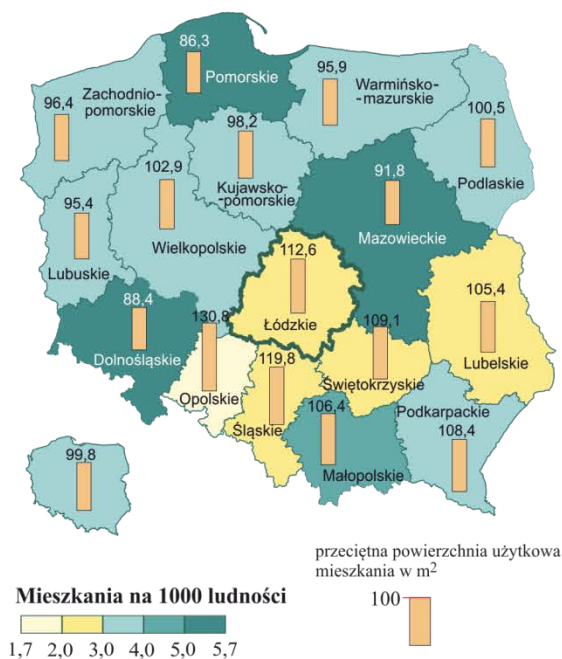 86,3
Pomorskie
95,9
Warmińsko-
-mazurskie
Zachodnio-
pomorskie
96,4
100,5
Podlaskie
98,2
Kujawsko-
-pomorskie
102,9
Wielkopolskie
91,8
Mazowieckie
95,4
Lubuskie
112,6
Łódzkie
105,4
Lubelskie
88,4
Dolnośląskie
130,8
Opolskie
119,8
Śląskie
109,1
Świętokrzyskie
106,4
Małopolskie
Podkarpackie
108,4
99,8
przeciętna powierzchnia użytkowa
mieszkania w m²
100
Mieszkania na 1000 ludności
1,7 2,0 3,0 4,0 5,0 5,7